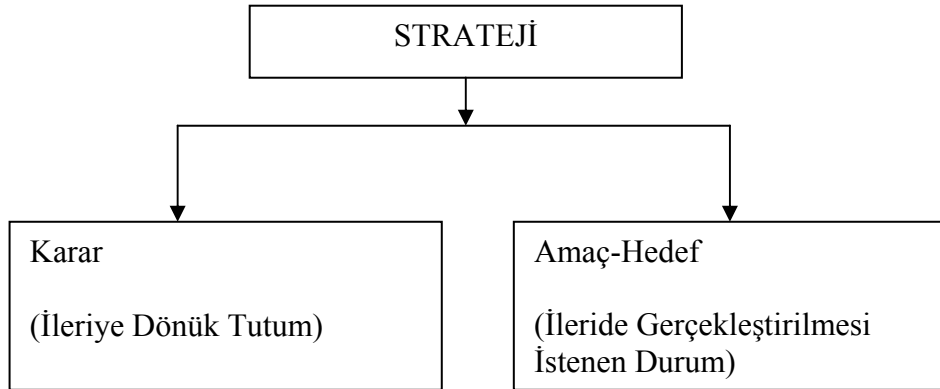 STRATEJİ
Karar
(İleriye Dönük Tutum)
Amaç-Hedef
(İleride Gerçekleştirilmesi
İstenen Durum)